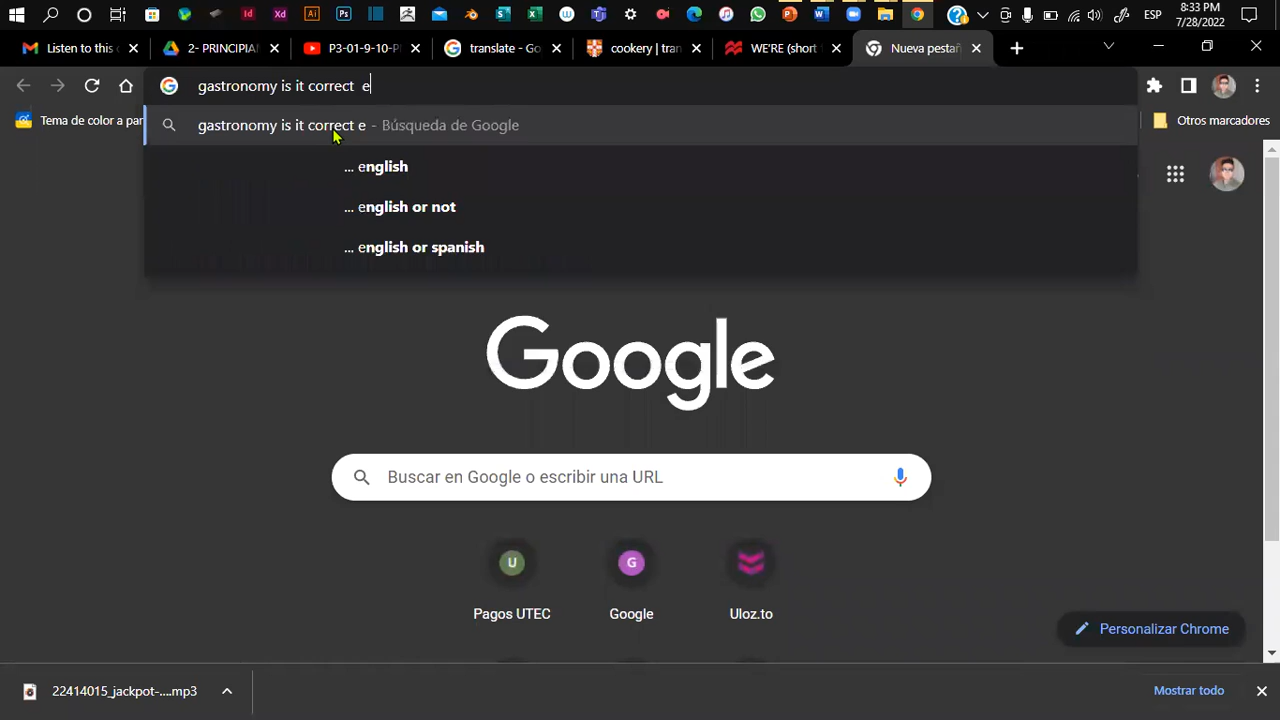 8:33 PM
ESP
7/28/2022
Listen to this c
2- PRINCIPIAN
P3-01-9-10-PI
translate - Go
cookery | tran
WE'RE (short
Nueva pestaña
gastronomy is it correct e
gastronomy is it correct e - Búsqueda de Google
... english
... english or not
... english or spanish
Tema de color a par
Otros marcadores
Google
Buscar en Google o escribir una URL
U
G
Pagos UTEC
Google
Uloz.to
Personalizar Chrome
22414015_jackpot-....mp3
Mostrar todo